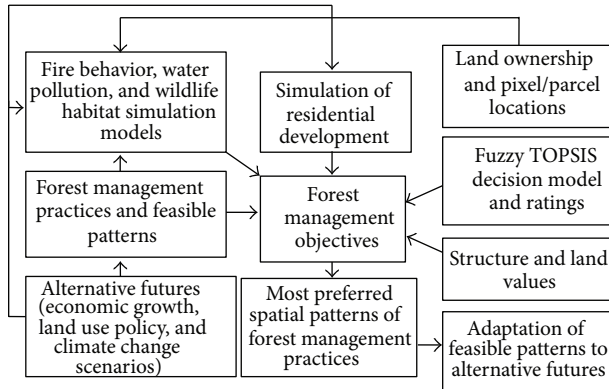 Fire behavior, water
pollution, and wildlife
habitat simulation
models
Simulation of
residential
development
Land ownership
and pixel/parcel
locations
Forest management
practices and feasible
patterns
Forest
management
objectives
Fuzzy TOPSIS
decision model
and ratings
Structure and land
values
Alternative futures
(economic growth,
land use policy, and
climate change
scenarios)
Most preferred
spatial patterns of
forest management
practices
Adaptation of
feasible patterns to
alternative futures